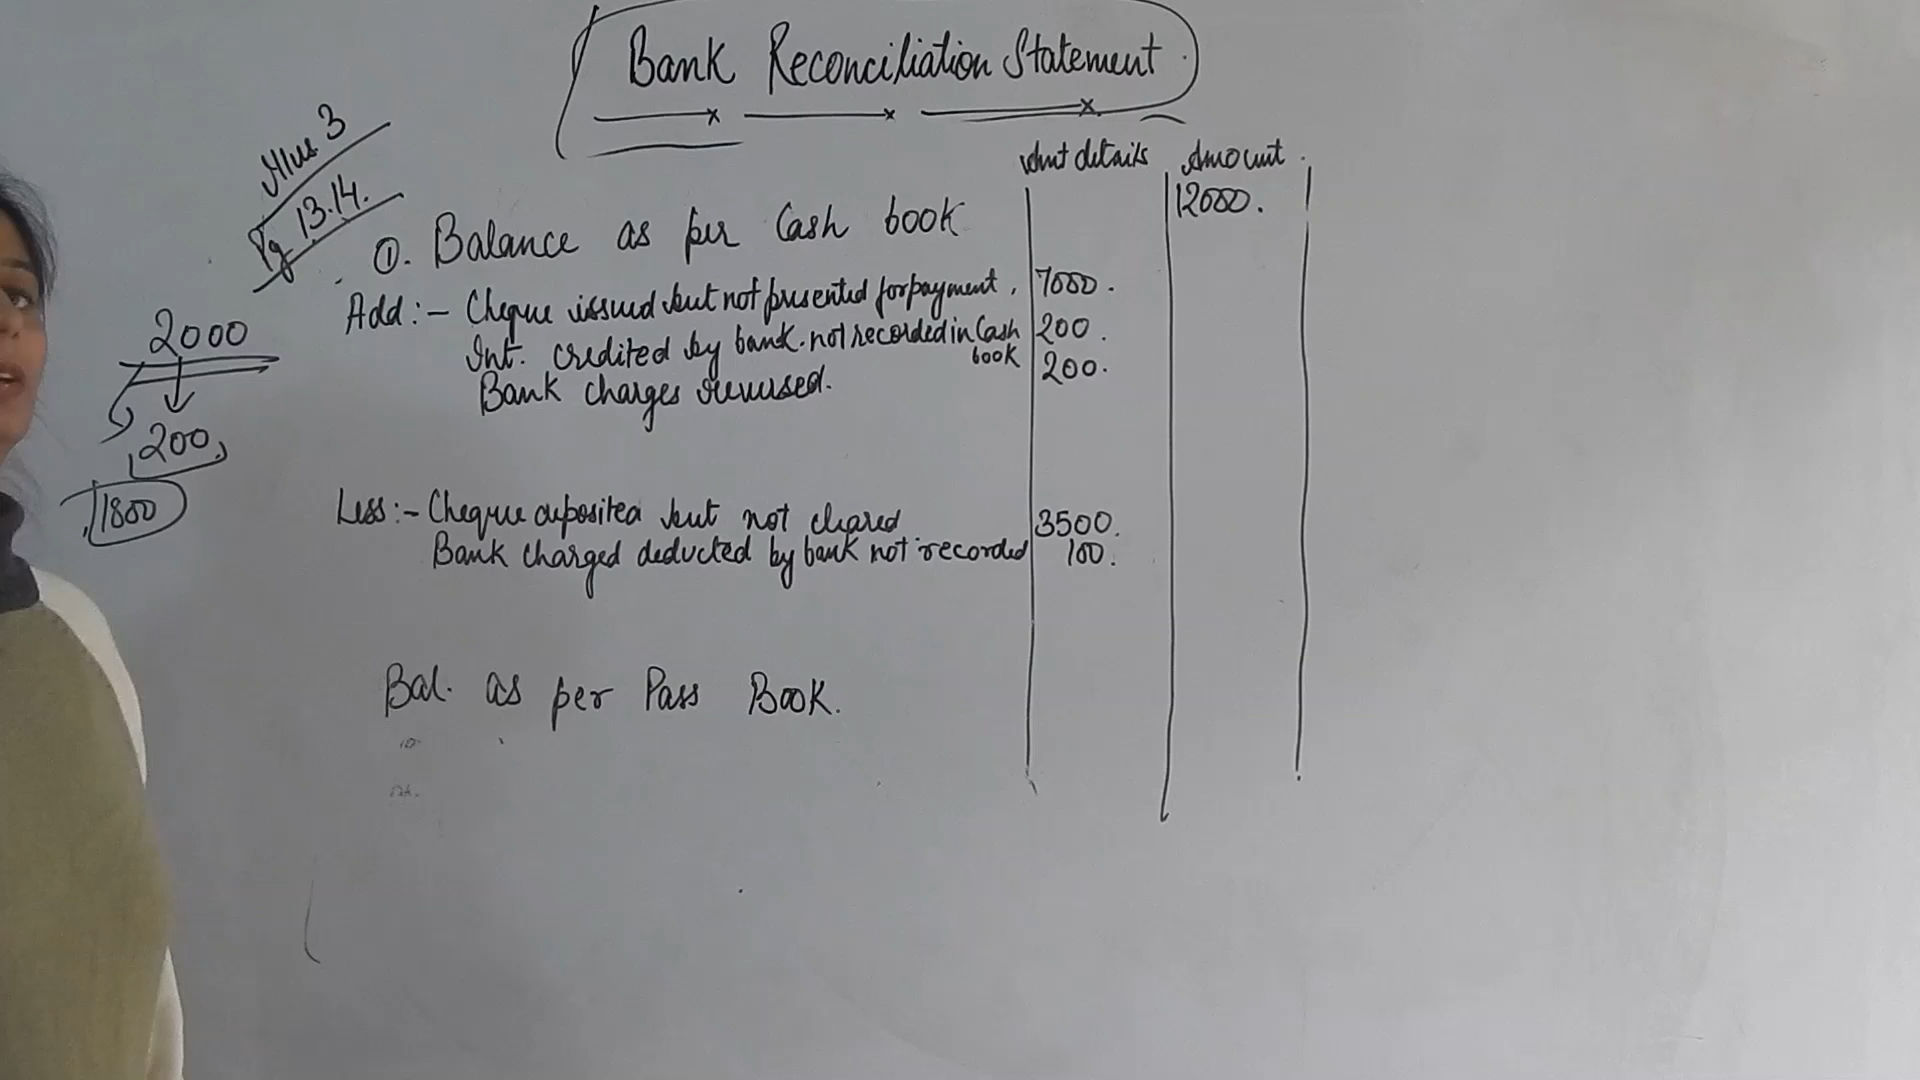 Bank Reconciliation Statement
Illus 3
Pg 13.14.
Amt details Amount
12000.
①. Balance as per Cash book
Add :- Cheque issued but not presented for payment. 7000.
Int. credited by bank not recorded in Cash book 200.
Bank charges reversed. 200.
2000
200
1800
Less :- Cheque deposited but not cleared 3500.
Bank charged deducted by bank not recorded 100.
Bal. as per Pass Book.